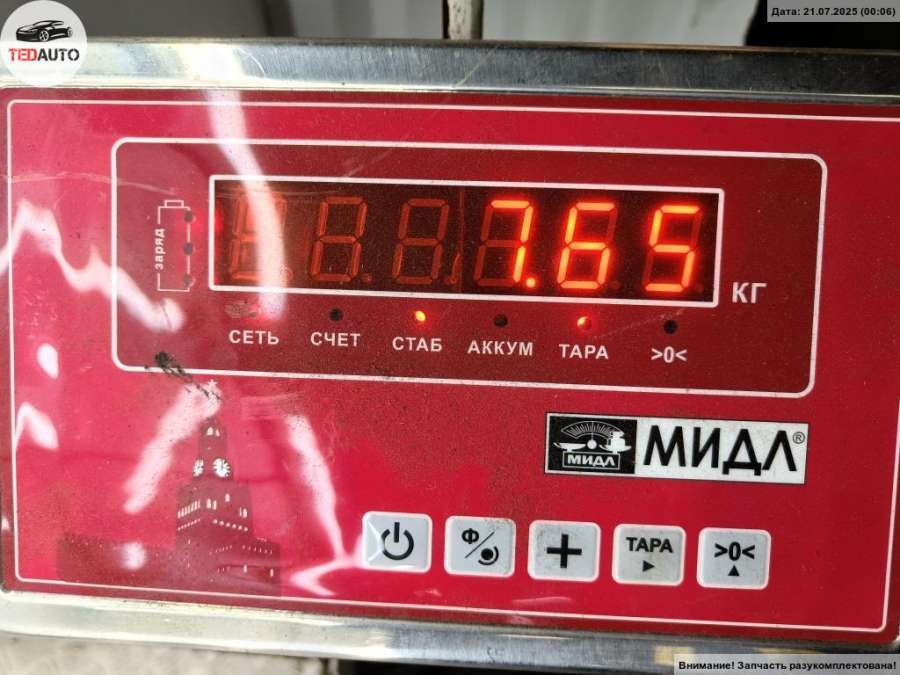 Дата: 21.07.2025 (00:06)
TEDAUTO
заряд
7.65
КГ
СЕТЬ СЧЕТ СТАБ АККУМ ТАРА >0<
МИДЛ МИДЛ®
Ф ТАРА >0<
Внимание! Запчасть разукомплектована!